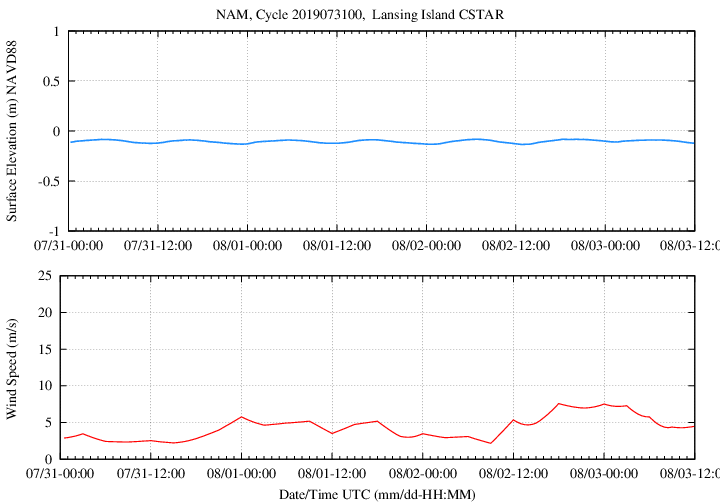 NAM, Cycle 2019073100,  Lansing Island CSTAR
Surface Elevation (m) NAVD88
1
0.5
0
-0.5
-1
07/31-00:00 07/31-12:00 08/01-00:00 08/01-12:00 08/02-00:00 08/02-12:00 08/03-00:00 08/03-12:0
Wind Speed (m/s)
25
20
15
10
5
0
07/31-00:00 07/31-12:00 08/01-00:00 08/01-12:00 08/02-00:00 08/02-12:00 08/03-00:00 08/03-12:0
Date/Time UTC (mm/dd-HH:MM)